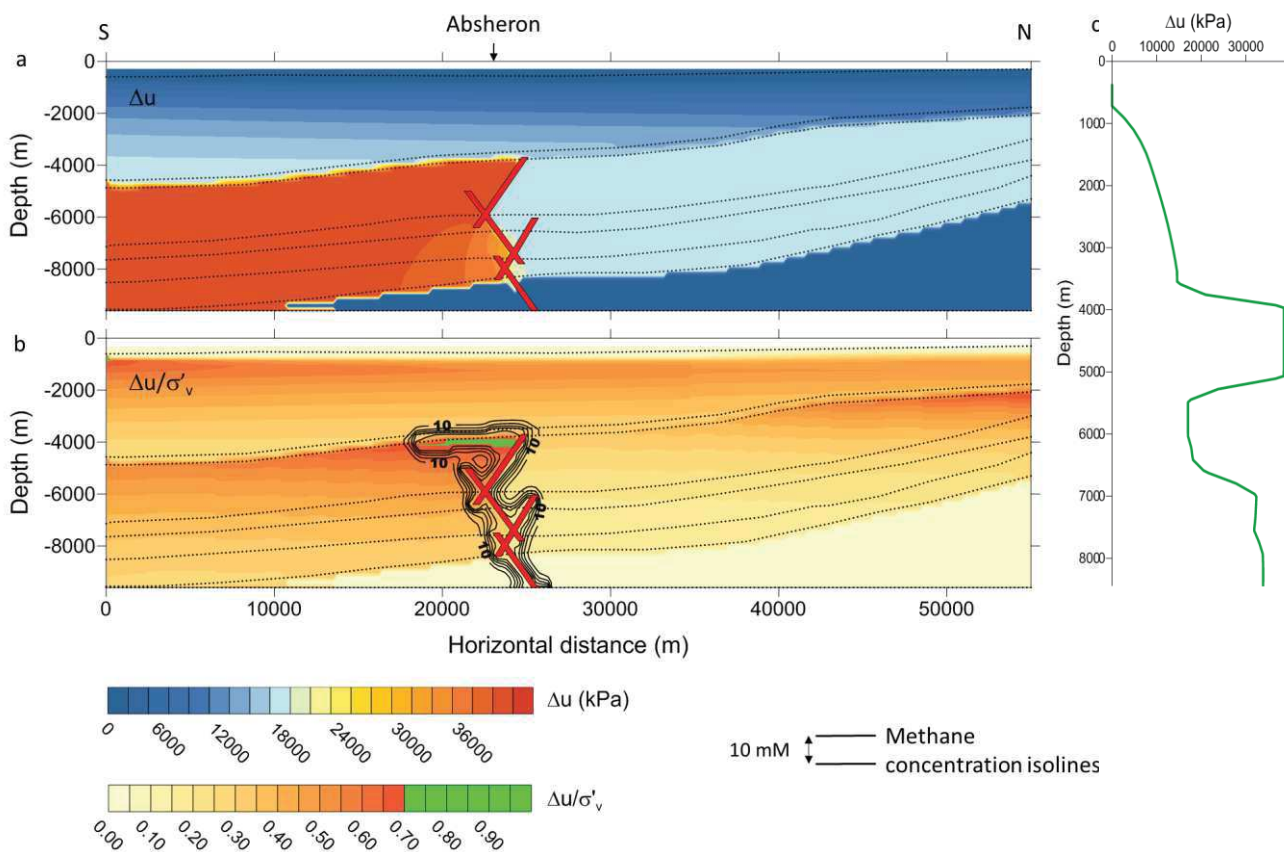 S
Absheron
N
a
Δu
Depth (m)
0
-2000
-4000
-6000
-8000
b
Δu/σ'v
Depth (m)
0
-2000
-4000
-6000
-8000
10
10
10
10
10
0
10000
20000
30000
40000
50000
Horizontal distance (m)
c
Δu (kPa)
0
10000
20000
30000
Depth (m)
0
1000
2000
3000
4000
5000
6000
7000
8000
Δu (kPa)
0
6000
12000
18000
24000
30000
36000
Δu/σ'v
0.00
0.10
0.20
0.30
0.40
0.50
0.60
0.70
0.80
0.90
10 mM
Methane
concentration isolines